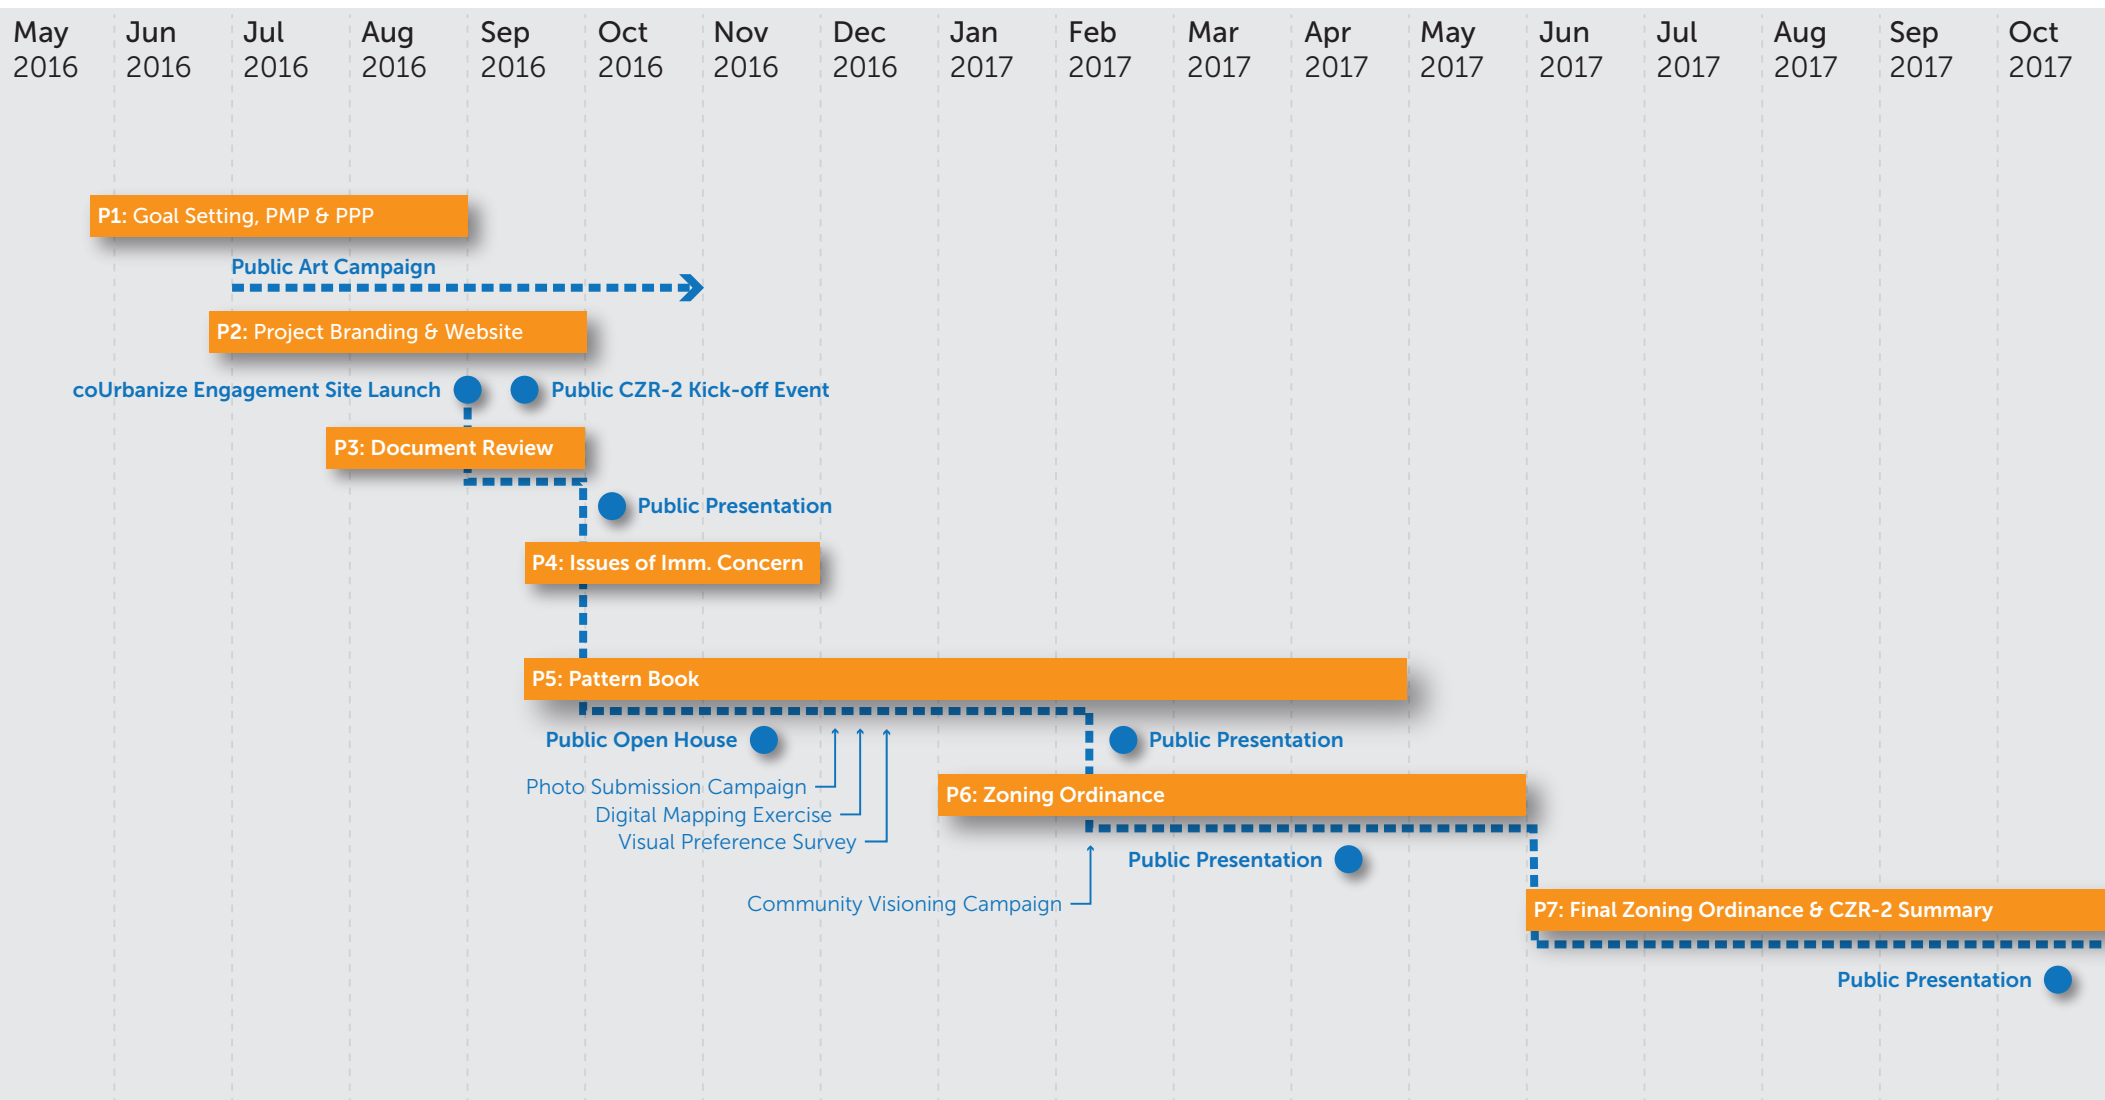 May Jun Jul Aug Sep Oct Nov Dec Jan Feb Mar Apr May Jun Jul Aug Sep Oct
2016 2016 2016 2016 2016 2016 2016 2016 2017 2017 2017 2017 2017 2017 2017 2017 2017 2017
P1: Goal Setting, PMP & PPP
Public Art Campaign
P2: Project Branding & Website
coUrbanize Engagement Site Launch
Public CZR-2 Kick-off Event
P3: Document Review
Public Presentation
P4: Issues of Imm. Concern
P5: Pattern Book
Public Open House
Public Presentation
Photo Submission Campaign
P6: Zoning Ordinance
Digital Mapping Exercise
Visual Preference Survey
Public Presentation
Community Visioning Campaign
P7: Final Zoning Ordinance & CZR-2 Summary
Public Presentation